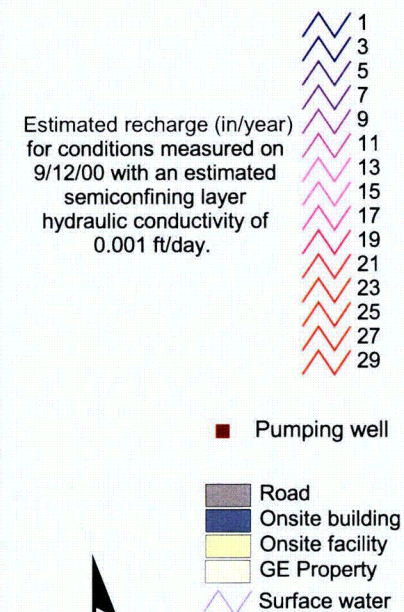 1
3
5
7
9
11
13
15
17
19
21
23
25
27
29
Estimated recharge (in/year)
for conditions measured on
9/12/00 with an estimated
semiconfining layer
hydraulic conductivity of
0.001 ft/day.
Pumping well
Road
Onsite building
Onsite facility
GE Property
Surface water